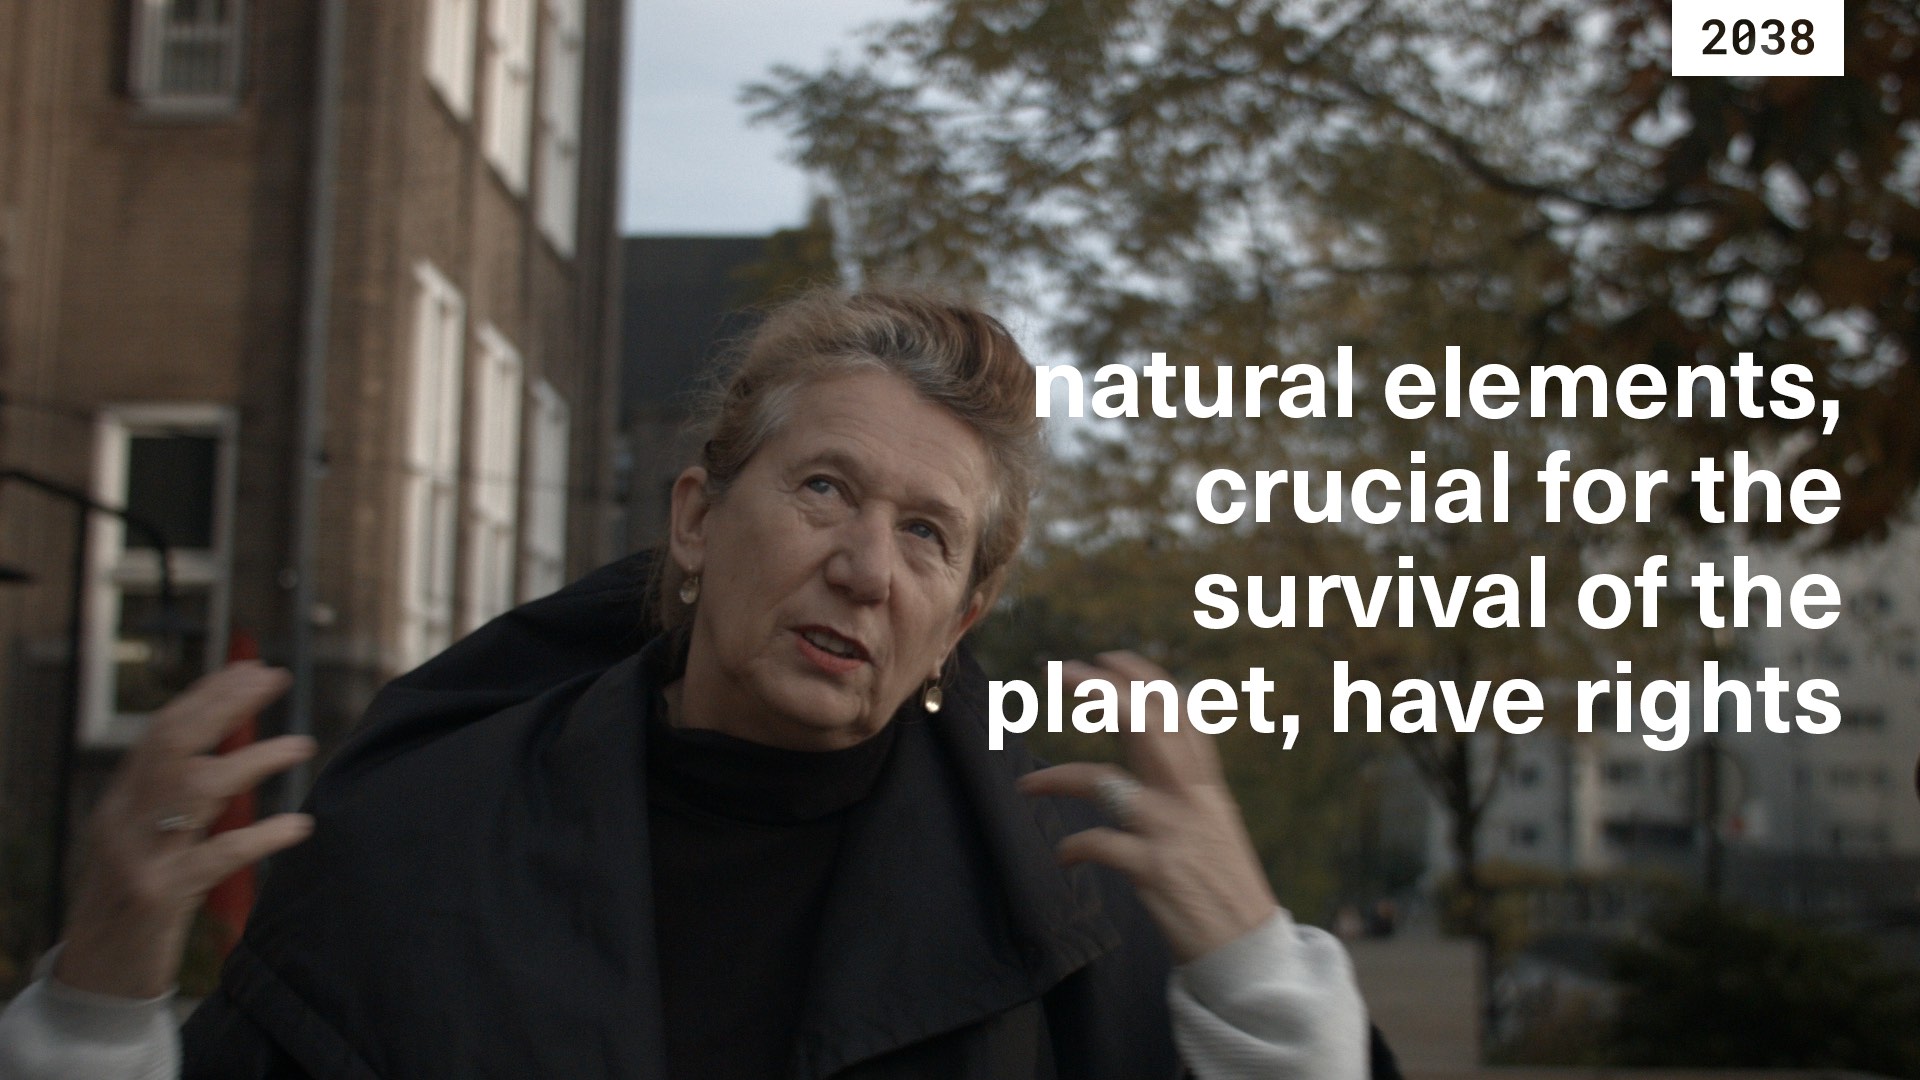 2038
natural elements,
crucial for the
survival of the
planet, have rights